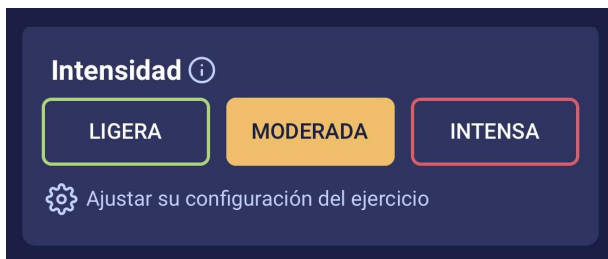 Intensidad
LIGERA MODERADA INTENSA
Ajustar su configuración del ejercicio